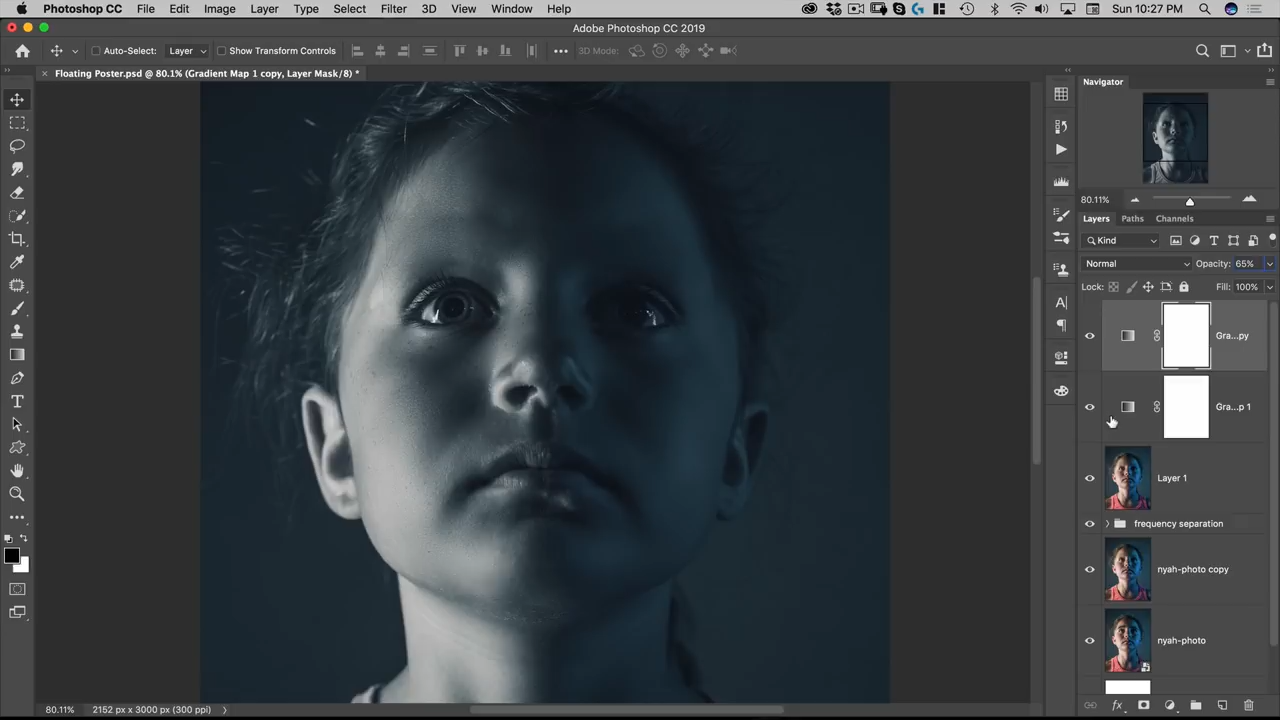 Photoshop CC File Edit Image Layer Type Select Filter 3D View Window Help Sun 10:27 PM
Adobe Photoshop CC 2019
Auto-Select: Layer Show Transform Controls 3D Mode:
Floating Poster.psd @ 80.1% (Gradient Map 1 copy, Layer Mask/8) *
Navigator
80.11%
Layers Paths Channels
Kind
Normal Opacity: 65%
Lock: Fill: 100%
Gra...py
Gra...p 1
Layer 1
frequency separation
nyah-photo copy
nyah-photo
80.11% 2152 px x 3000 px (300 ppi)